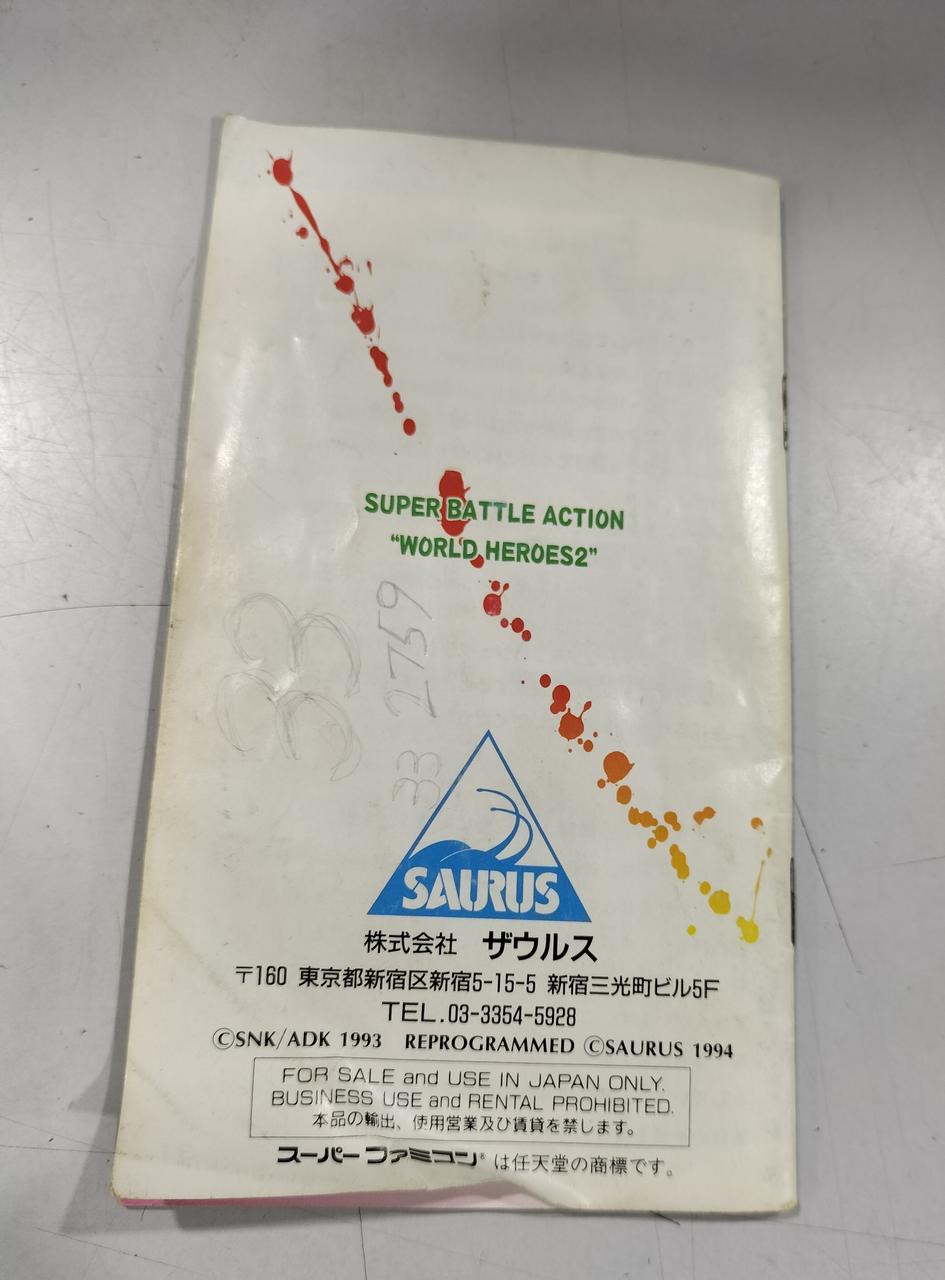 SUPER BATTLE ACTION
“WORLD HEROES2”
33
33
33 2759
SAURUS
株式会社 ザウルス
〒160 東京都新宿区新宿5-15-5 新宿三光町ビル5F
TEL.03-3354-5928
©SNK/ADK 1993 REPROGRAMMED ©SAURUS 1994
FOR SALE and USE IN JAPAN ONLY.
BUSINESS USE and RENTAL PROHIBITED.
本品の輸出、使用営業及び賃貸を禁じます。
スーパーファミコン® は任天堂の商標です。